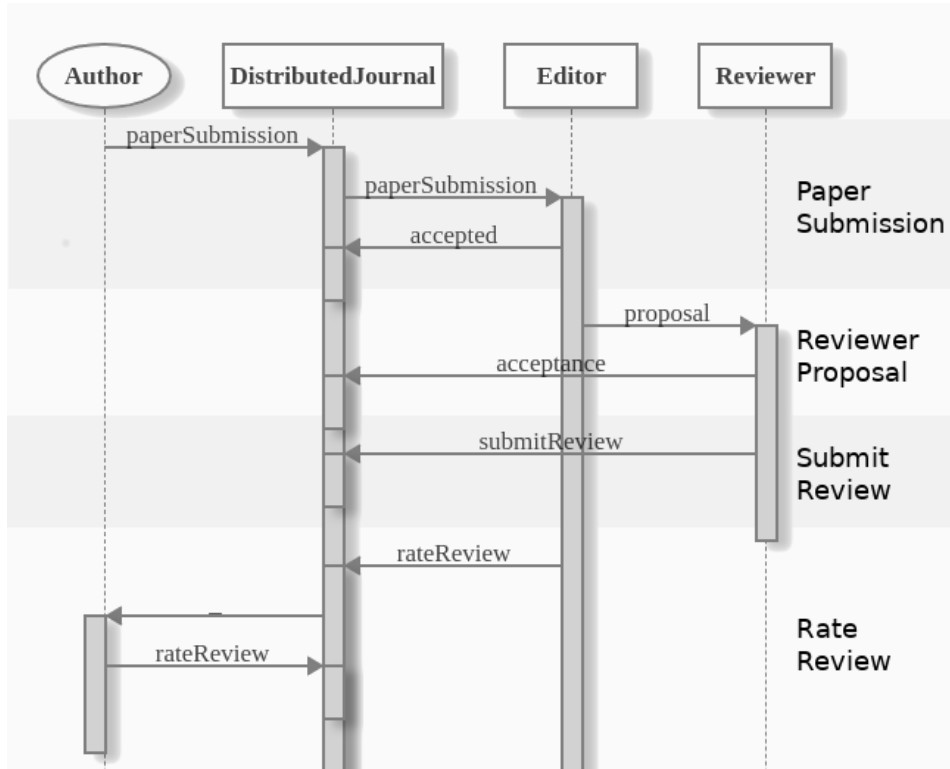 Author
DistributedJournal
Editor
Reviewer
paperSubmission
paperSubmission
Paper
Submission
accepted
proposal
Reviewer
Proposal
acceptance
submitReview
Submit
Review
rateReview
_
Rate
Review
rateReview